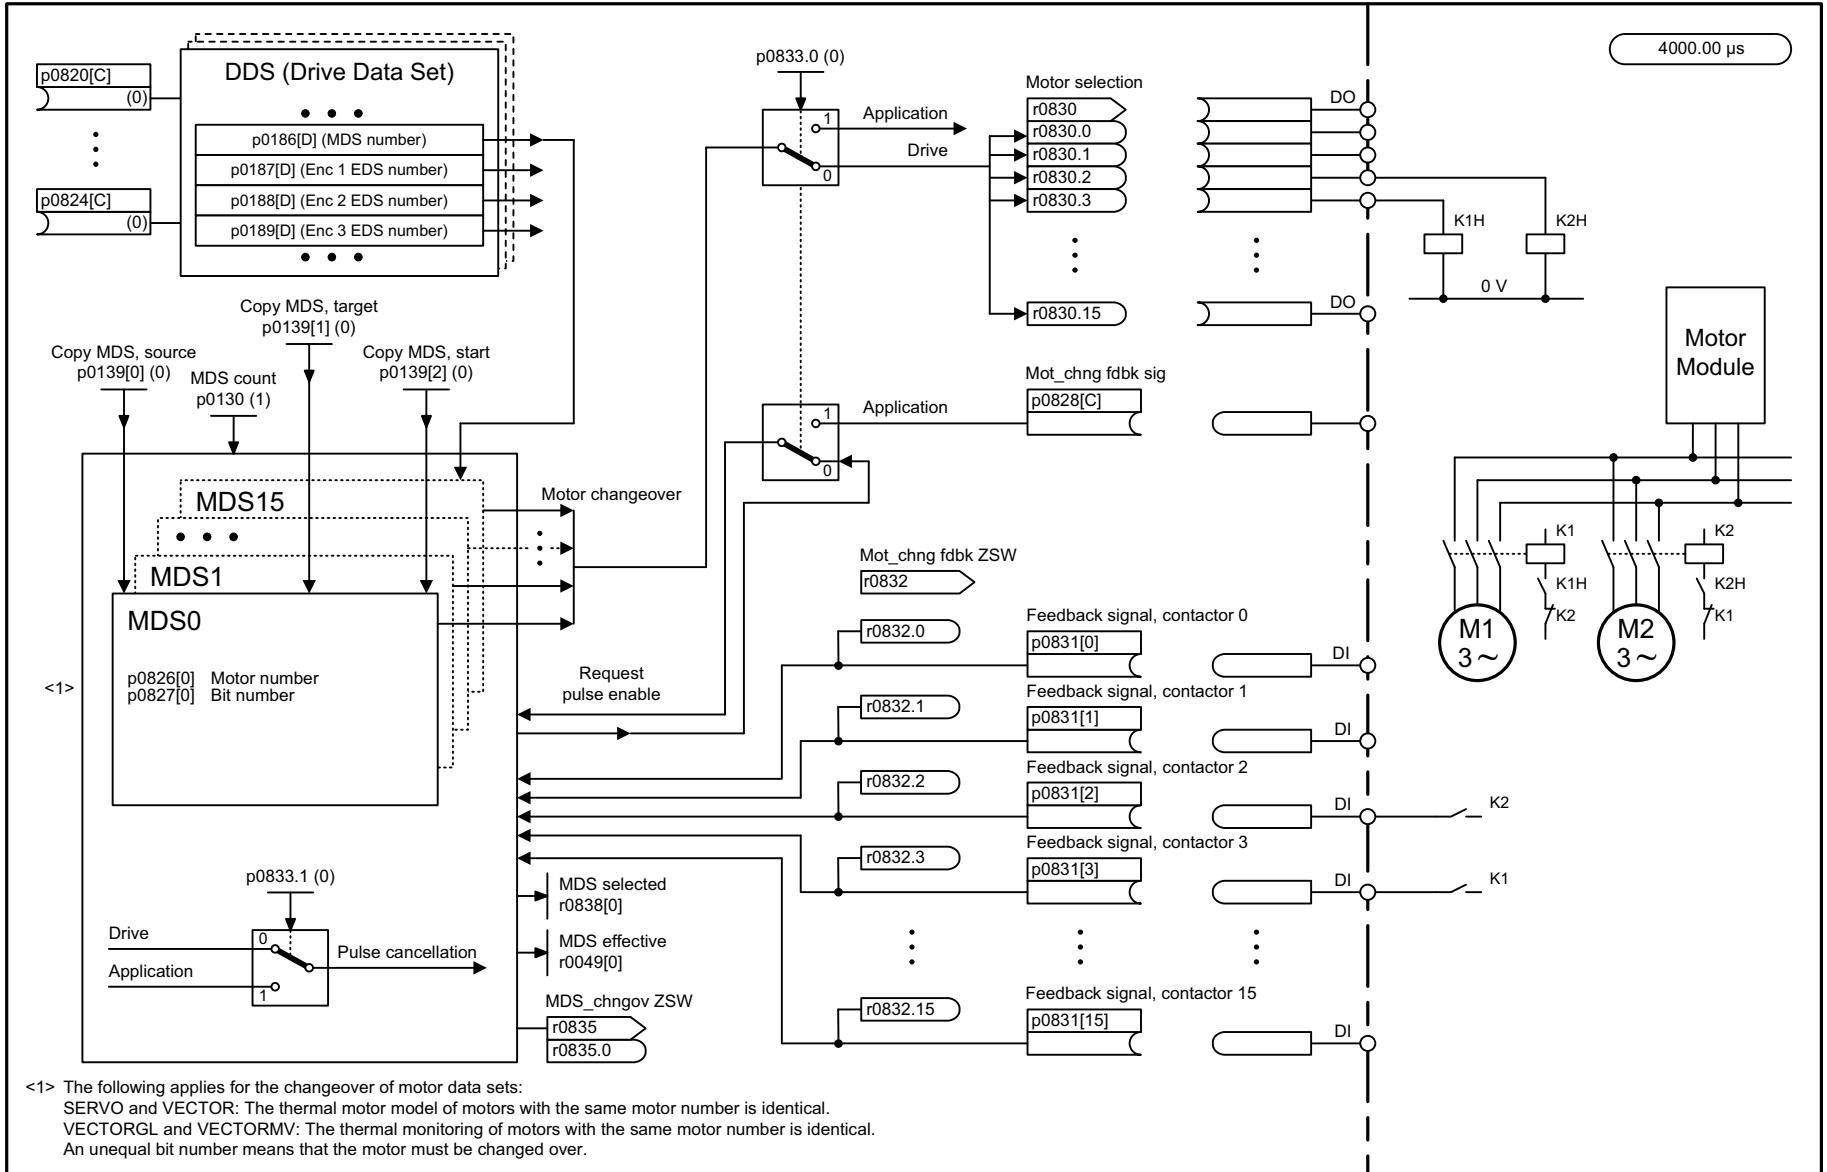 4000.00 µs
p0820[C]
(0)
p0824[C]
(0)
DDS (Drive Data Set)
p0186[D] (MDS number)
p0187[D] (Enc 1 EDS number)
p0188[D] (Enc 2 EDS number)
p0189[D] (Enc 3 EDS number)
p0833.0 (0)
1
0
Application
Drive
Motor selection
r0830
r0830.0
r0830.1
r0830.2
r0830.3
r0830.15
DO
DO
K1H
K2H
0 V
Motor
Module
Copy MDS, source
p0139[0] (0)
MDS count
p0130 (1)
Copy MDS, target
p0139[1] (0)
Copy MDS, start
p0139[2] (0)
1
0
Application
Mot_chng fdbk sig
p0828[C]
MDS15
MDS1
MDS0
p0826[0] Motor number
p0827[0] Bit number
<1>
Motor changeover
Request
pulse enable
Mot_chng fdbk ZSW
r0832
r0832.0
Feedback signal, contactor 0
p0831[0]
DI
r0832.1
Feedback signal, contactor 1
p0831[1]
DI
r0832.2
Feedback signal, contactor 2
p0831[2]
DI
K2
r0832.3
Feedback signal, contactor 3
p0831[3]
DI
K1
r0832.15
Feedback signal, contactor 15
p0831[15]
DI
K1
K1H
K2
K2
K2H
K1
M1
3 ~
M2
3 ~
p0833.1 (0)
Drive
Application
0
1
Pulse cancellation
MDS selected
r0838[0]
MDS effective
r0049[0]
MDS_chngov ZSW
r0835
r0835.0
<1> The following applies for the changeover of motor data sets:
SERVO and VECTOR: The thermal motor model of motors with the same motor number is identical.
VECTORGL and VECTORMV: The thermal monitoring of motors with the same motor number is identical.
An unequal bit number means that the motor must be changed over.